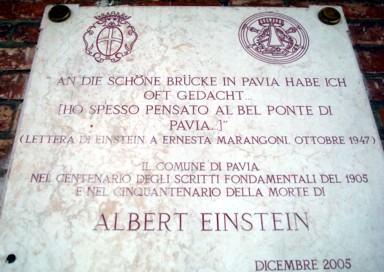 "AN DIE SCHÖNE BRÜCKE IN PAVIA HABE ICH
OFT GEDACHT...
[HO SPESSO PENSATO AL BEL PONTE DI
PAVIA...]"
(LETTERA DI EINSTEIN A ERNESTA MARANGONI, OTTOBRE 1947)
IL COMUNE DI PAVIA
NEL CENTENARIO DEGLI SCRITTI FONDAMENTALI DEL 1905
E NEL CINQUANTENARIO DELLA MORTE DI
ALBERT EINSTEIN
DICEMBRE 2005